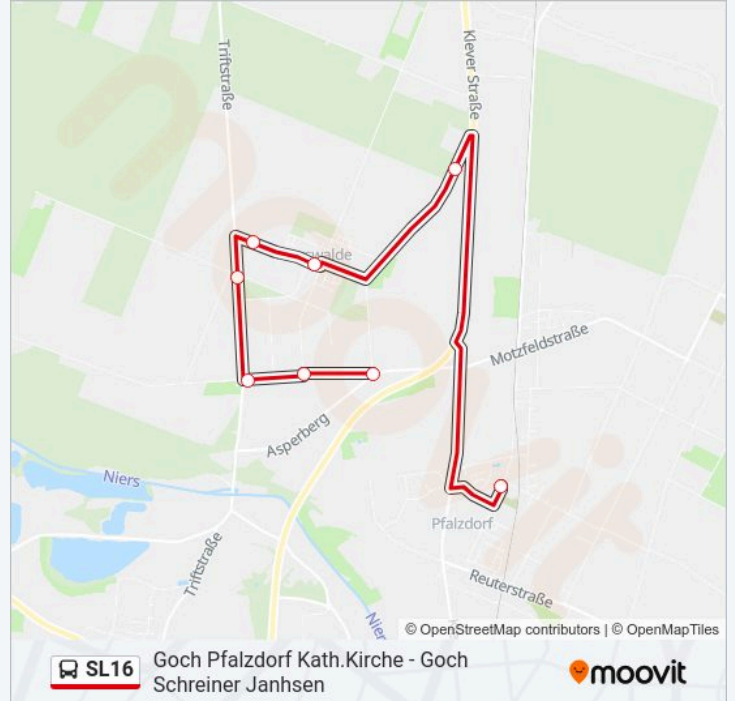 Triftstraße
Klever Straße
walde
Motzfeldstraße
Asperberg
Niers
Pfalzdorf
Triftstraße
Reuterstraße
Nier
© OpenStreetMap contributors | © OpenMapTiles
SL16
Goch Pfalzdorf Kath.Kirche - Goch
Schreiner Janhsen
moovit